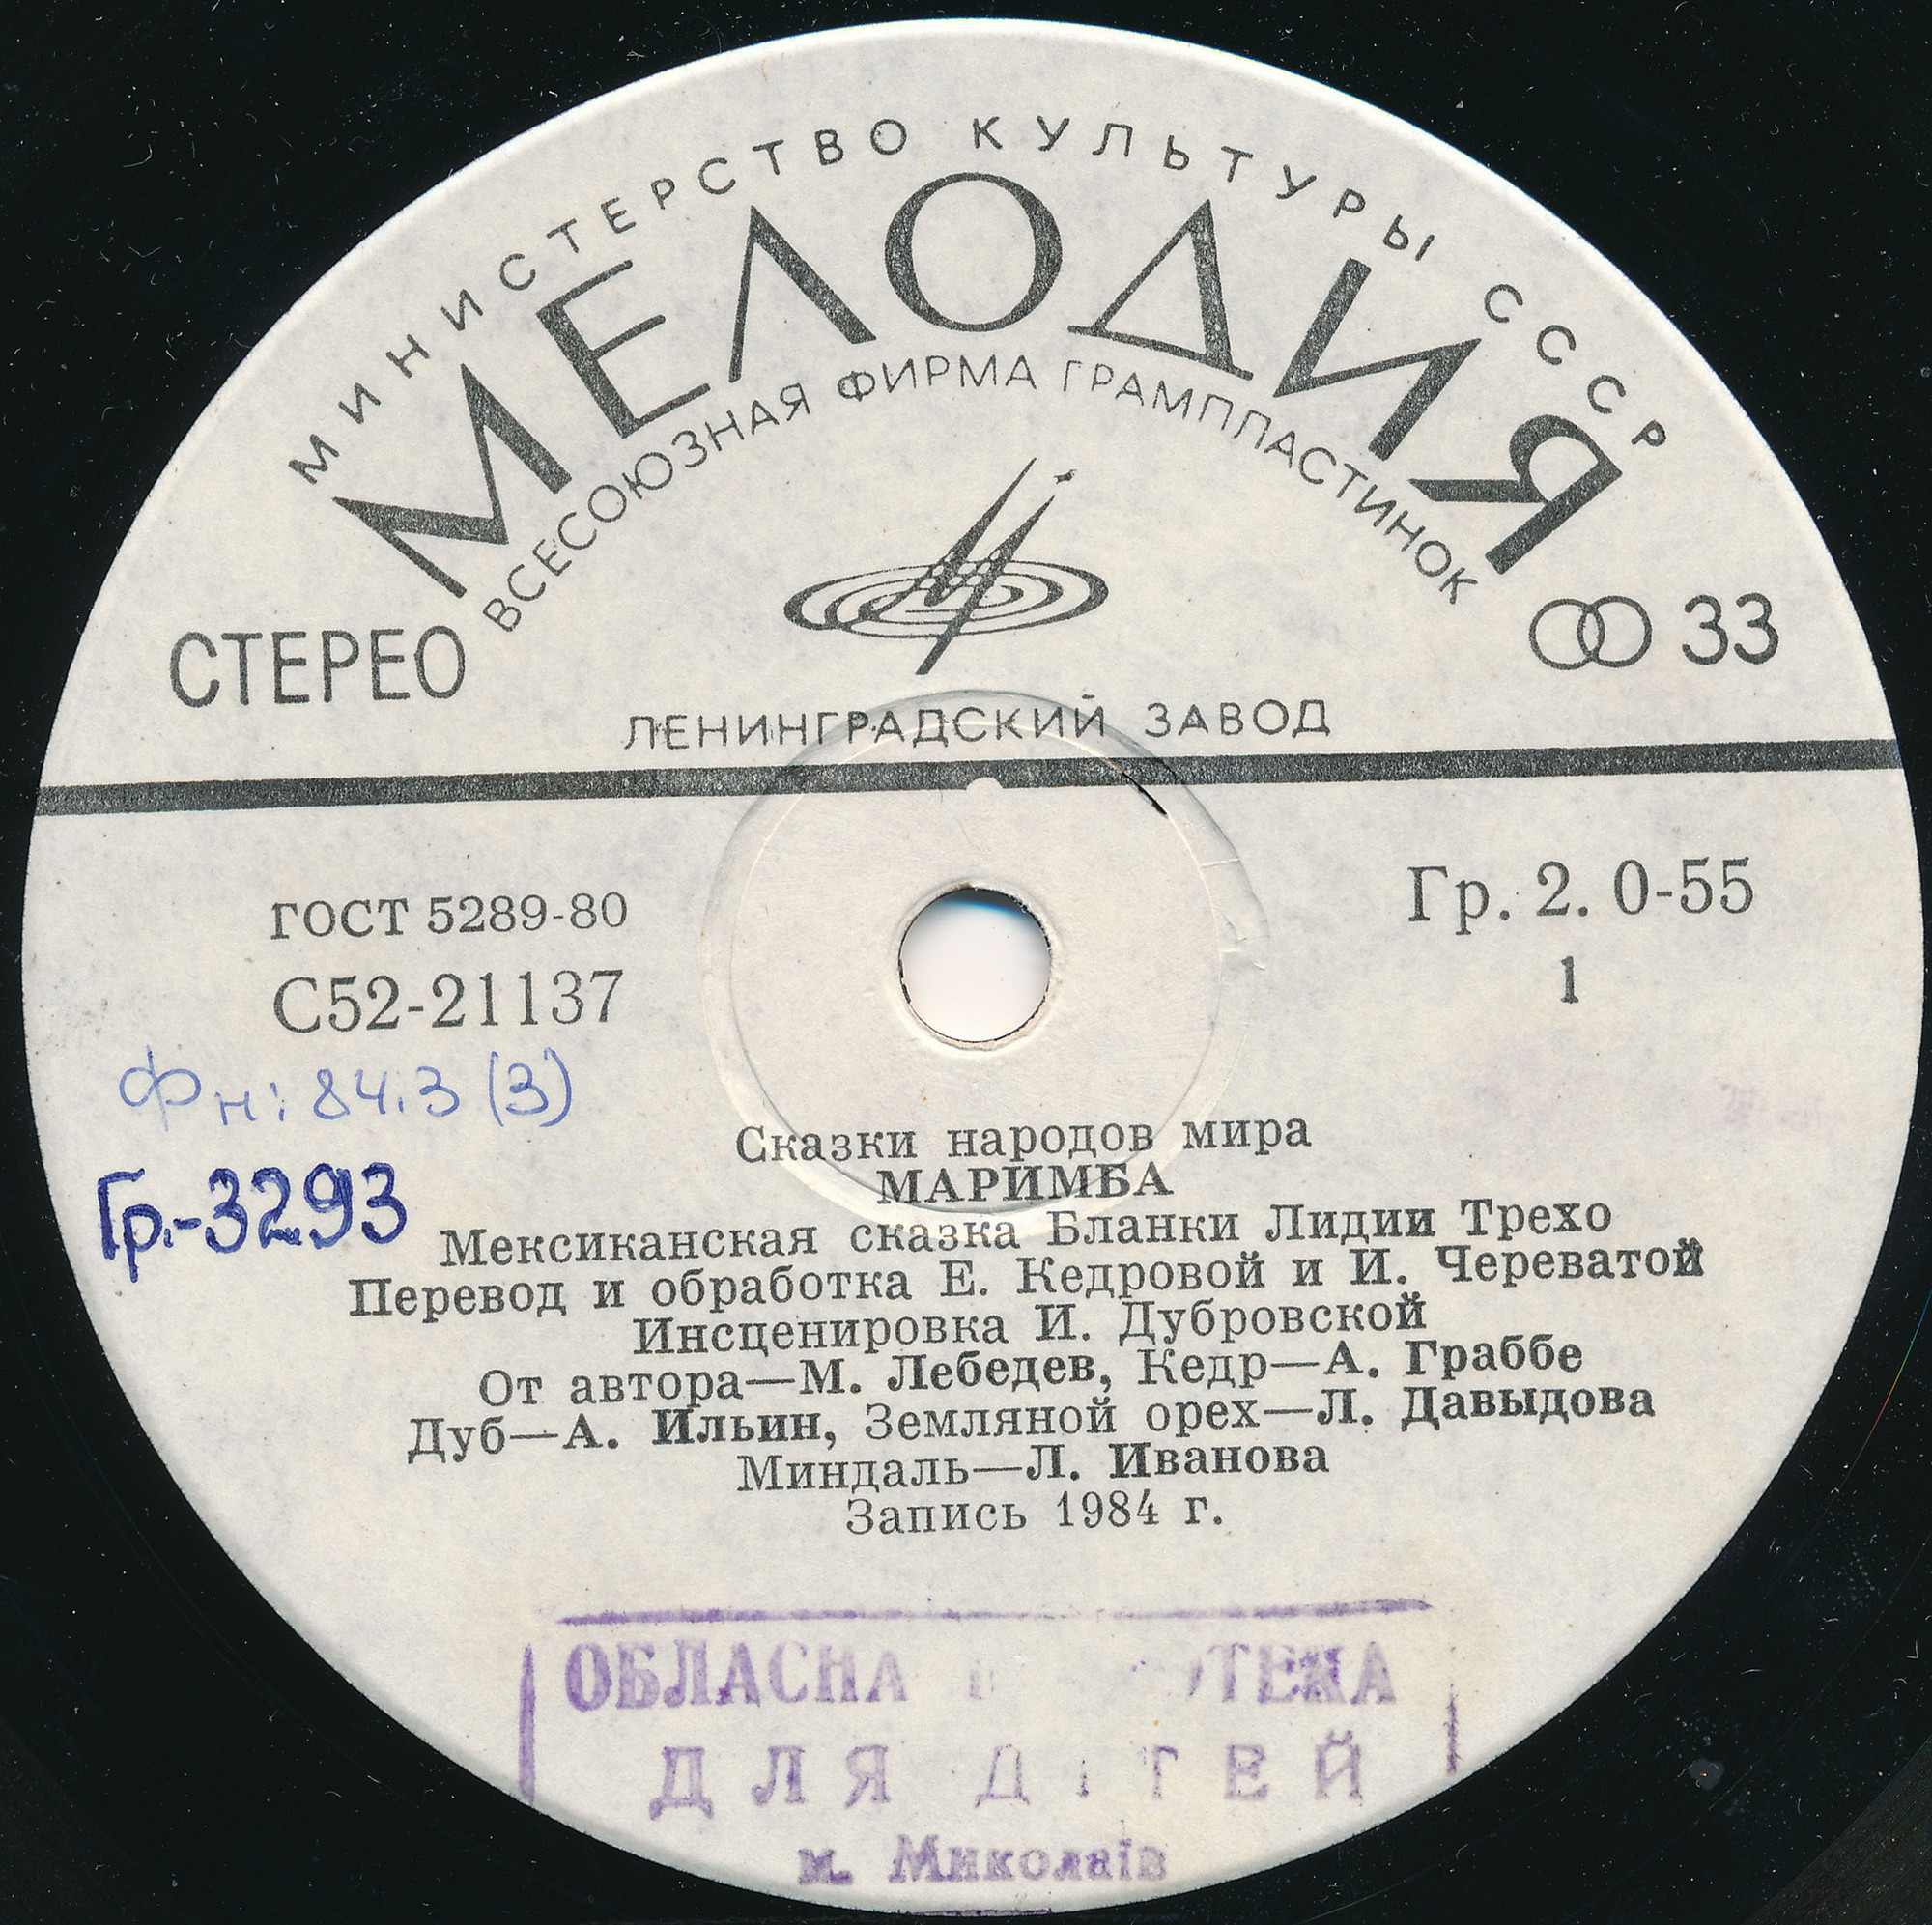 МИНИСТЕРСТВО КУЛЬТУРЫ СССР
МЕЛОДИЯ
ВСЕСОЮЗНАЯ ФИРМА ГРАМПЛАСТИНОК
СТЕРЕО
33
ЛЕНИНГРАДСКИЙ ЗАВОД
ГОСТ 5289-80
Гр. 2. 0-55
С52-21137
1
Фн: 84.3 (3)
Гр.-3293
Сказки народов мира
МАРИМБА
Мексиканская сказка Бланки Лидии Трехо
Перевод и обработка Е. Кедровой и И. Череватой
Инсценировка И. Дубровской
От автора—М. Лебедев, Кедр—А. Граббе
Дуб—А. Ильин, Земляной орех—Л. Давыдова
Миндаль—Л. Иванова
Запись 1984 г.
ОБЛАСНА
ДЛЯ ДІТЕЙ
м. Миколаїв